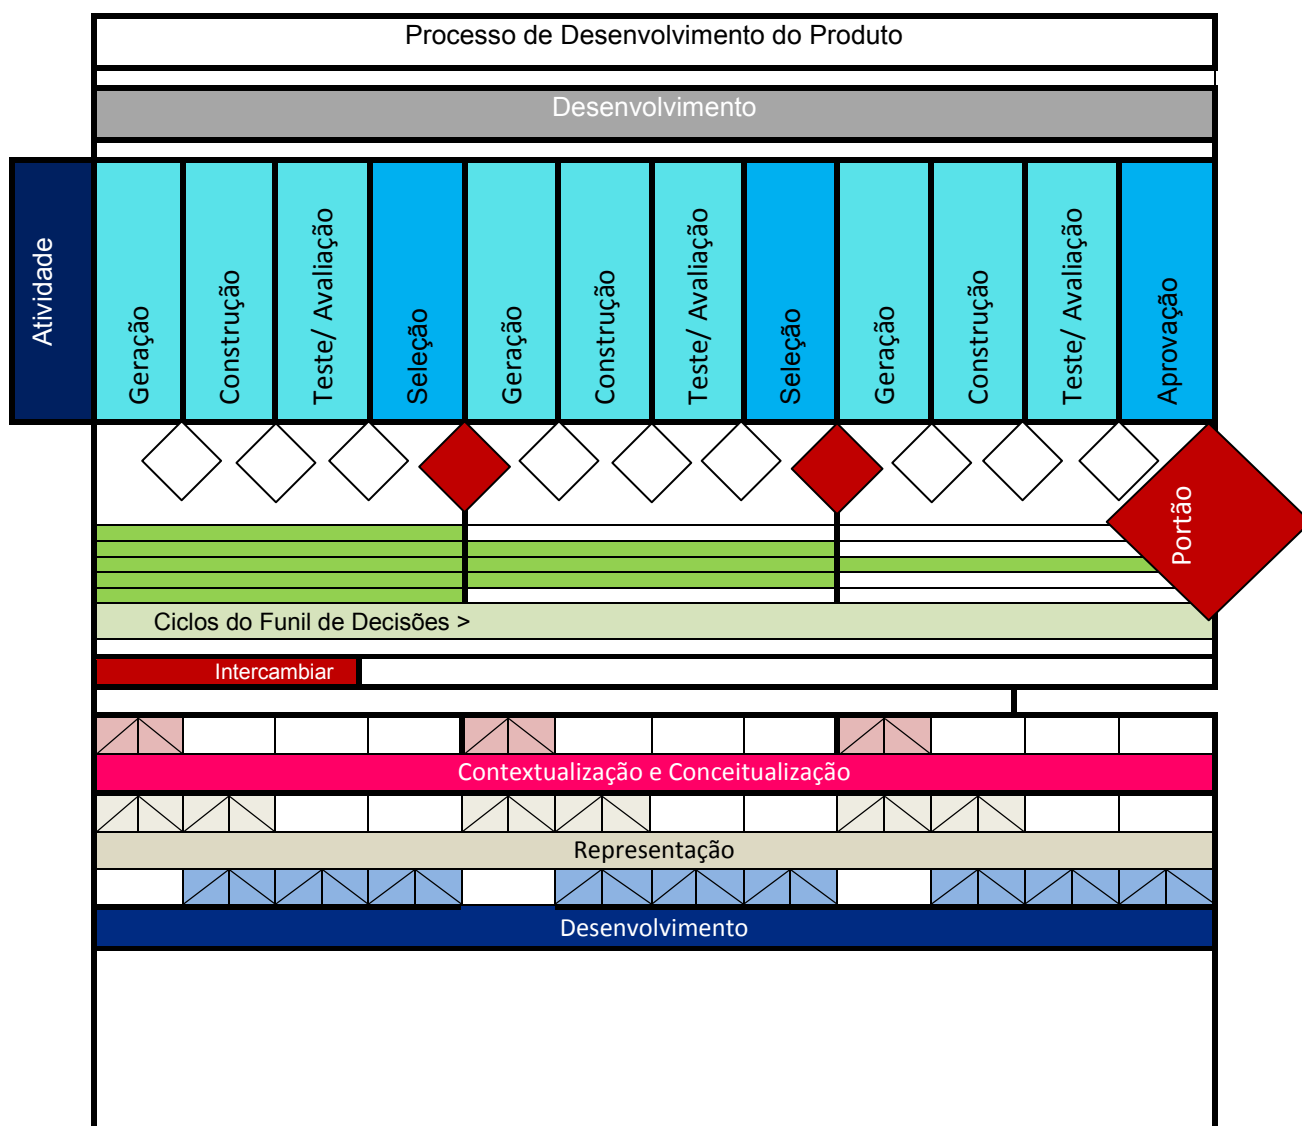 Processo de Desenvolvimento do Produto
Desenvolvimento
Atividade
Geração
Construção
Teste/ Avaliação
Seleção
Geração
Construção
Teste/ Avaliação
Seleção
Geração
Construção
Teste/ Avaliação
Aprovação
Portão
Ciclos do Funil de Decisões >
Intercambiar
Contextualização e Conceitualização
Representação
Desenvolvimento